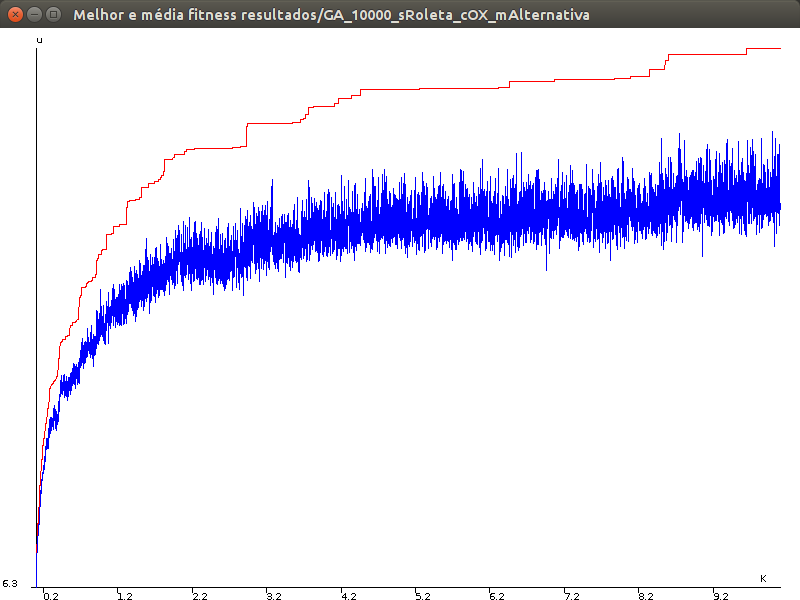 Melhor e média fitness resultados/GA_10000_sRoleta_cOX_mAlternativa
u
6.3
K
0.2 1.2 2.2 3.2 4.2 5.2 6.2 7.2 8.2 9.2